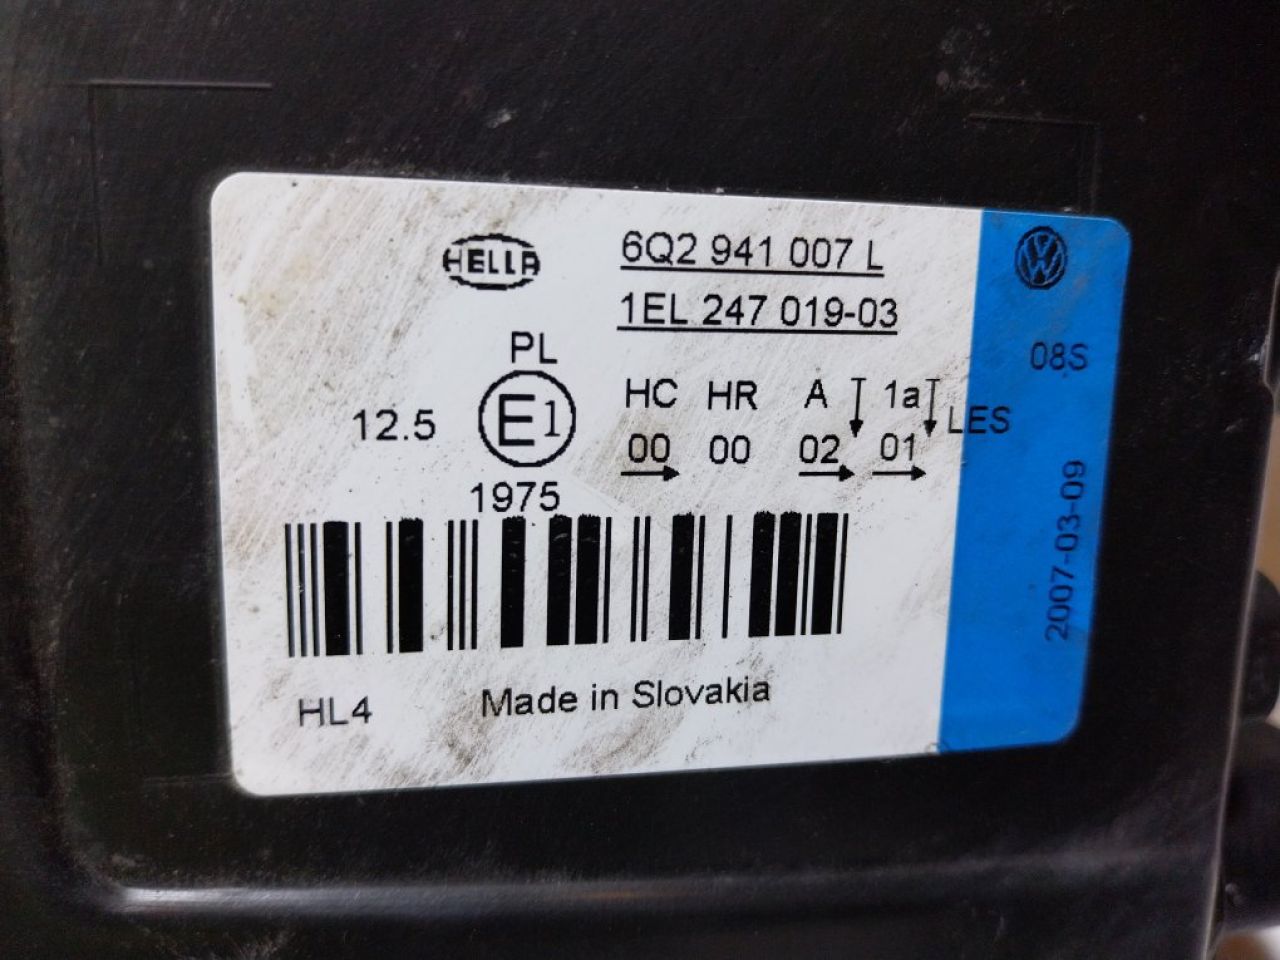 HELLA
6Q2 941 007 L
1EL 247 019-03
PL
12.5
E1
1975
HC HR A 1a LES
00 00 02 01
HL4
Made in Slovakia
VW
08S
2007-03-09